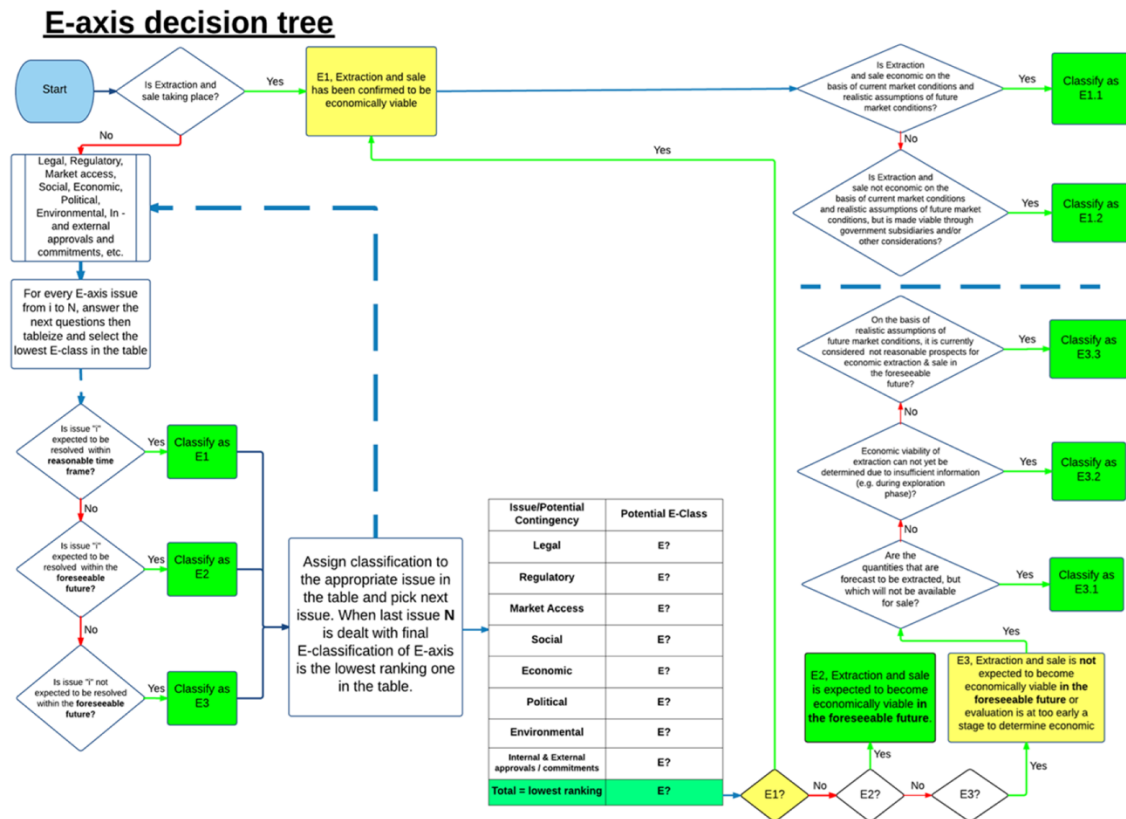 E-axis decision tree
Start
Is Extraction and
sale taking place?
Yes
E1, Extraction and sale
has been confirmed to be
economically viable
Is Extraction
and sale economic on the
basis of current market conditions and
realistic assumptions of future
market conditions?
Yes
Classify as
E1.1
No
No
Yes
Legal, Regulatory,
Market access,
Social, Economic,
Political,
Environmental, In -
and external
approvals and
commitments, etc.
Is Extraction and
sale not economic on the
basis of current market conditions
and realistic assumptions of future market
conditions, but is made viable through
government subsidiaries and/or
other considerations?
Yes
Classify as
E1.2
For every E-axis issue
from i to N, answer the
next questions then
tableize and select the
lowest E-class in the table
On the basis of
realistic assumptions of
future market conditions, it is currently
considered not reasonable prospects for
economic extraction & sale in
the foreseeable
future?
Yes
Classify as
E3.3
No
Is issue "i"
expected to be
resolved within
reasonable time
frame?
Yes
Classify as
E1
Economic viability of
extraction can not yet be
determined due to insufficient information
(e.g. during exploration
phase)?
Yes
Classify as
E3.2
No
No
Is issue "i"
expected to be
resolved within the
foreseeable
future?
Yes
Classify as
E2
No
Is issue "i" not
expected to be resolved
within the foreseeable
future?
Yes
Classify as
E3
Assign classification to
the appropriate issue in
the table and pick next
issue. When last issue N
is dealt with final
E-classification of E-axis
is the lowest ranking one
in the table.
Issue/Potential
Contingency
Potential E-Class
Legal
E?
Regulatory
E?
Market Access
E?
Social
E?
Economic
E?
Political
E?
Environmental
E?
Internal & External
approvals / commitments
E?
Total = lowest ranking
E?
Are the
quantities that are
forecast to be extracted, but
which will not be available
for sale?
Yes
Classify as
E3.1
Yes
E2, Extraction and sale
is expected to become
economically viable
in the foreseeable future.
E3, Extraction and sale is not
expected to become
economically viable
in the foreseeable future or
evaluation is at too early a
stage to determine economic
Yes
Yes
E1?
No
E2?
No
E3?